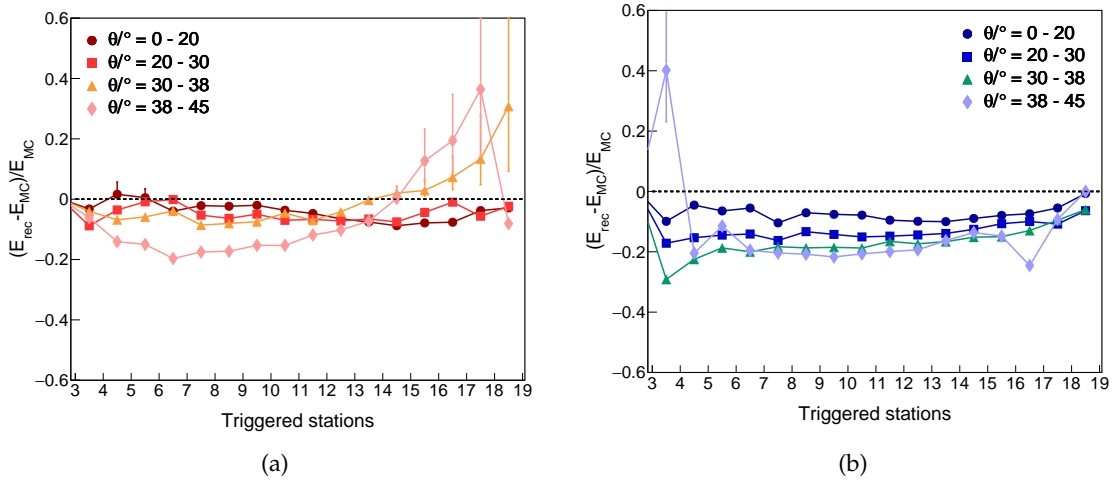 0.6
0.4
0.2
0
−0.2
−0.4
−0.6
(E_rec-E_MC)/E_MC
θ/° = 0 - 20
θ/° = 20 - 30
θ/° = 30 - 38
θ/° = 38 - 45
3 4 5 6 7 8 9 10 11 12 13 14 15 16 17 18 19
Triggered stations
(a)
0.6
0.4
0.2
0
−0.2
−0.4
−0.6
(E_rec-E_MC)/E_MC
θ/° = 0 - 20
θ/° = 20 - 30
θ/° = 30 - 38
θ/° = 38 - 45
3 4 5 6 7 8 9 10 11 12 13 14 15 16 17 18 19
Triggered stations
(b)